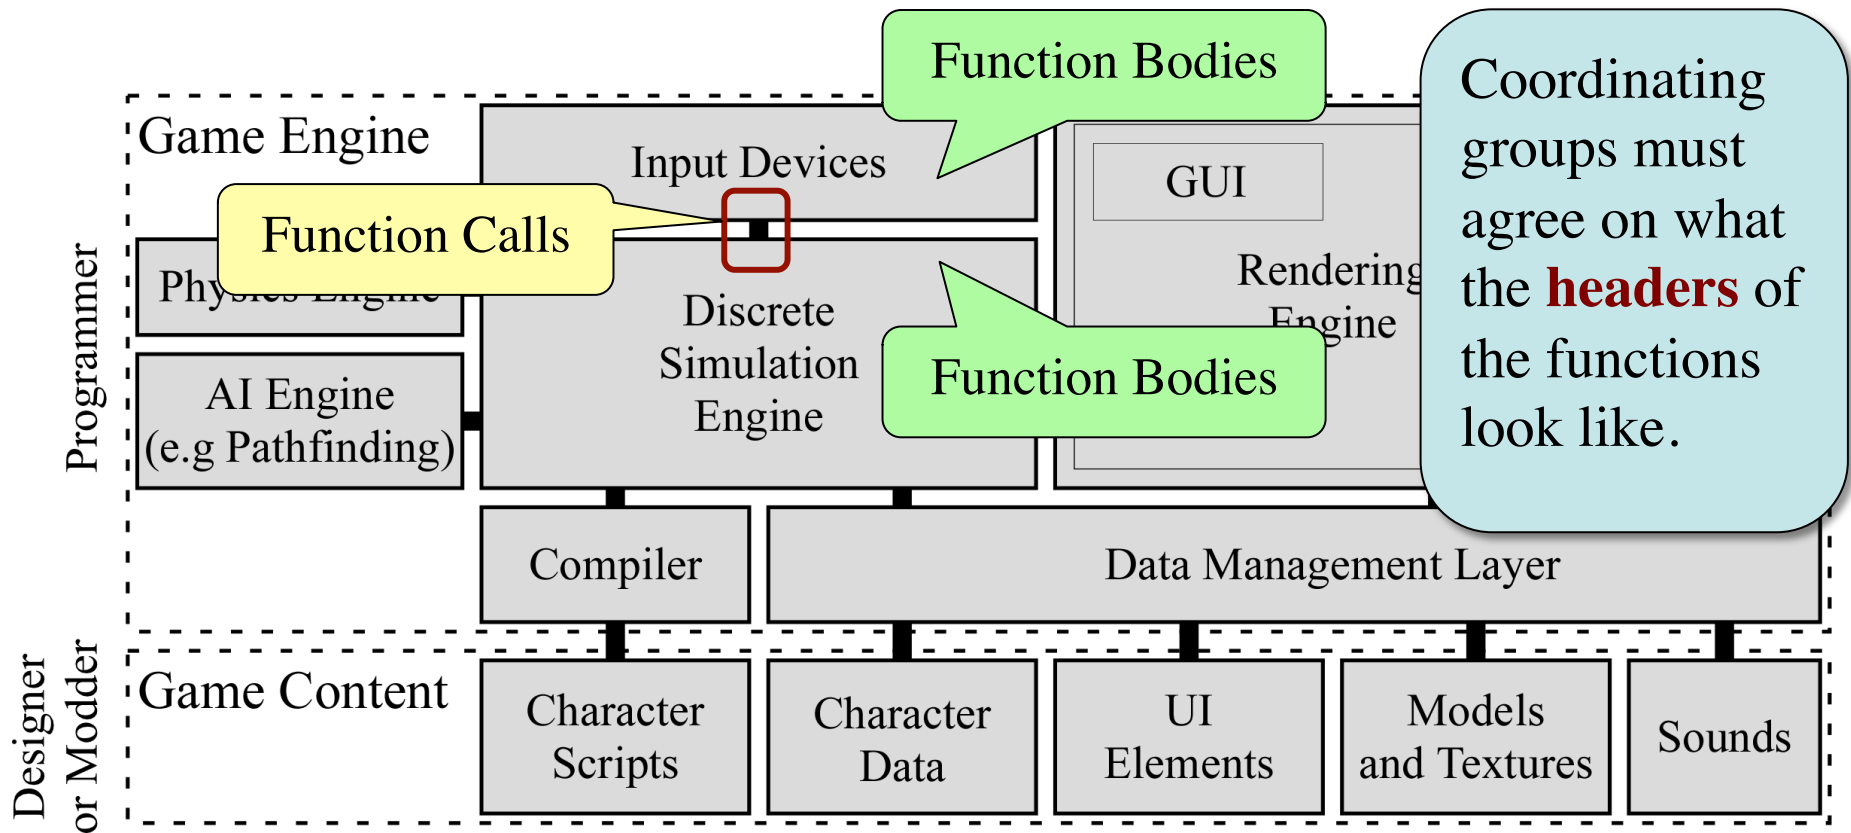 Function Bodies
Coordinating
groups must
agree on what
the headers of
the functions
look like.
Game Engine
Input Devices
GUI
Function Calls
Physics Engine
Rendering
Engine
Discrete
Simulation
Engine
Function Bodies
AI Engine
(e.g Pathfinding)
Programmer
Compiler
Data Management Layer
Designer
or Modder
Game Content
Character
Scripts
Character
Data
UI
Elements
Models
and Textures
Sounds